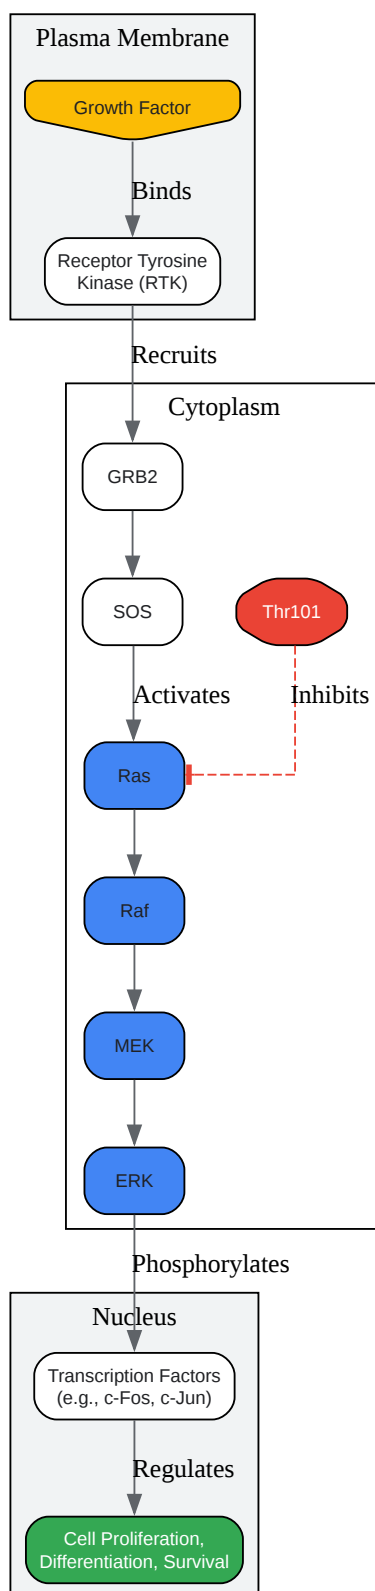 Plasma Membrane
Growth Factor
Binds
Receptor Tyrosine
Kinase (RTK)
Recruits
Cytoplasm
GRB2
SOS
Thr101
Activates
Inhibits
Ras
Raf
MEK
ERK
Phosphorylates
Nucleus
Transcription Factors
(e.g., c-Fos, c-Jun)
Regulates
Cell Proliferation,
Differentiation, Survival